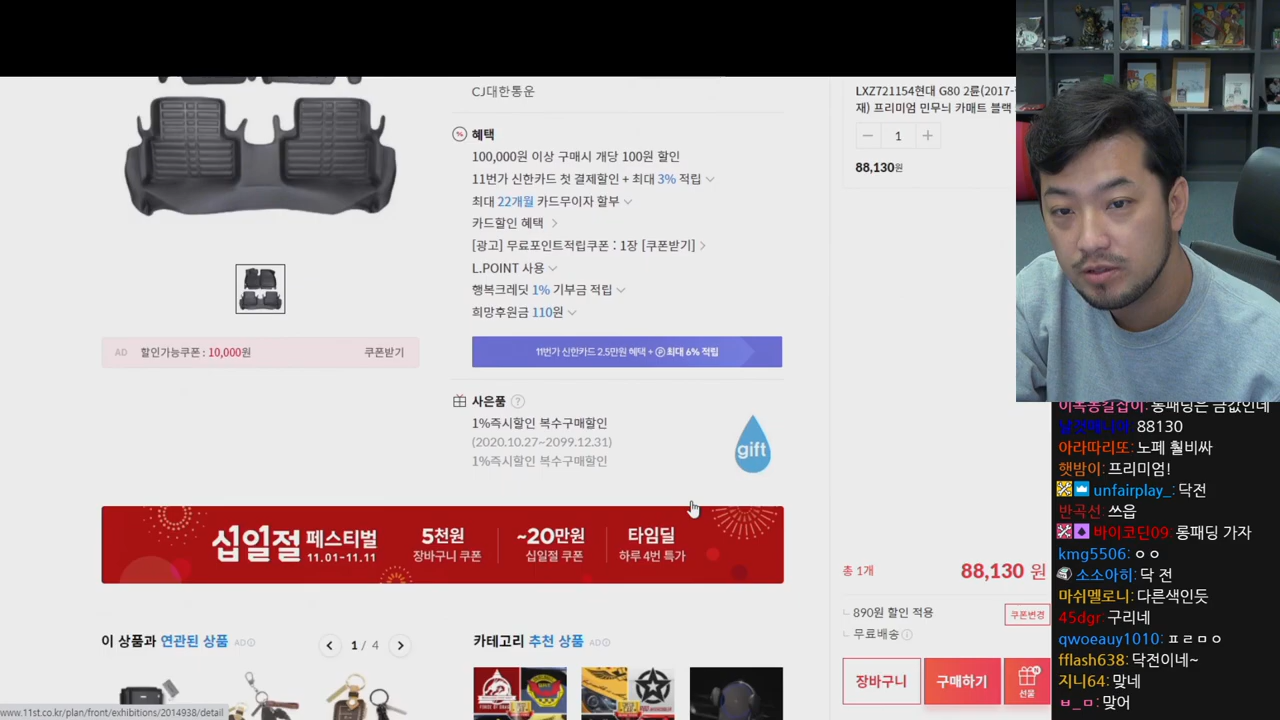 CJ대한통운
혜택
100,000원 이상 구매시 개당 100원 할인
11번가 신한카드 첫 결제할인 + 최대 3% 적립
최대 22개월 카드무이자 할부
카드할인 혜택
[광고] 무료포인트적립쿠폰 : 1장 [쿠폰받기]
L.POINT 사용
행복크레딧 1% 기부금 적립
희망후원금 110원
AD 할인가능쿠폰 : 10,000원 쿠폰받기
11번가 신한카드 2.5만원 혜택 + ⓟ 최대 6% 적립
사은품 ?
1%즉시할인 복수구매할인
(2020.10.27~2099.12.31)
1%즉시할인 복수구매할인
gift
십일절 페스티벌
11.01-11.11
5천원
장바구니 쿠폰
~20만원
십일절 쿠폰
타임딜
하루 4번 특가
이 상품과 연관된 상품 AD
1 / 4
카테고리 추천 상품 AD
www.11st.co.kr/plan/front/exhibitions/2014938/detail
LXZ721154현대 G80 2륜(2017-
재) 프리미엄 민무늬 카매트 블랙
1
88,130원
총 1개
88,130 원
890원 할인 적용
쿠폰변경
무료배송
장바구니
구매하기
선물
88130
아라따리또: 노페 훨비싸
햇밤이: 프리미엄!
unfairplay_: 닥전
반곡선: 쓰읍
바이코딘09: 롱패딩 가자
kmg5506: ㅇㅇ
소소아히: 닥 전
마쉬멜로니: 다른색인듯
45dgr: 구리네
qwoeauy1010: ㅍㄹㅁㅇ
fflash638: 닥전이네~
지니64: 맞네
ㅂ_ㅁ: 맞어